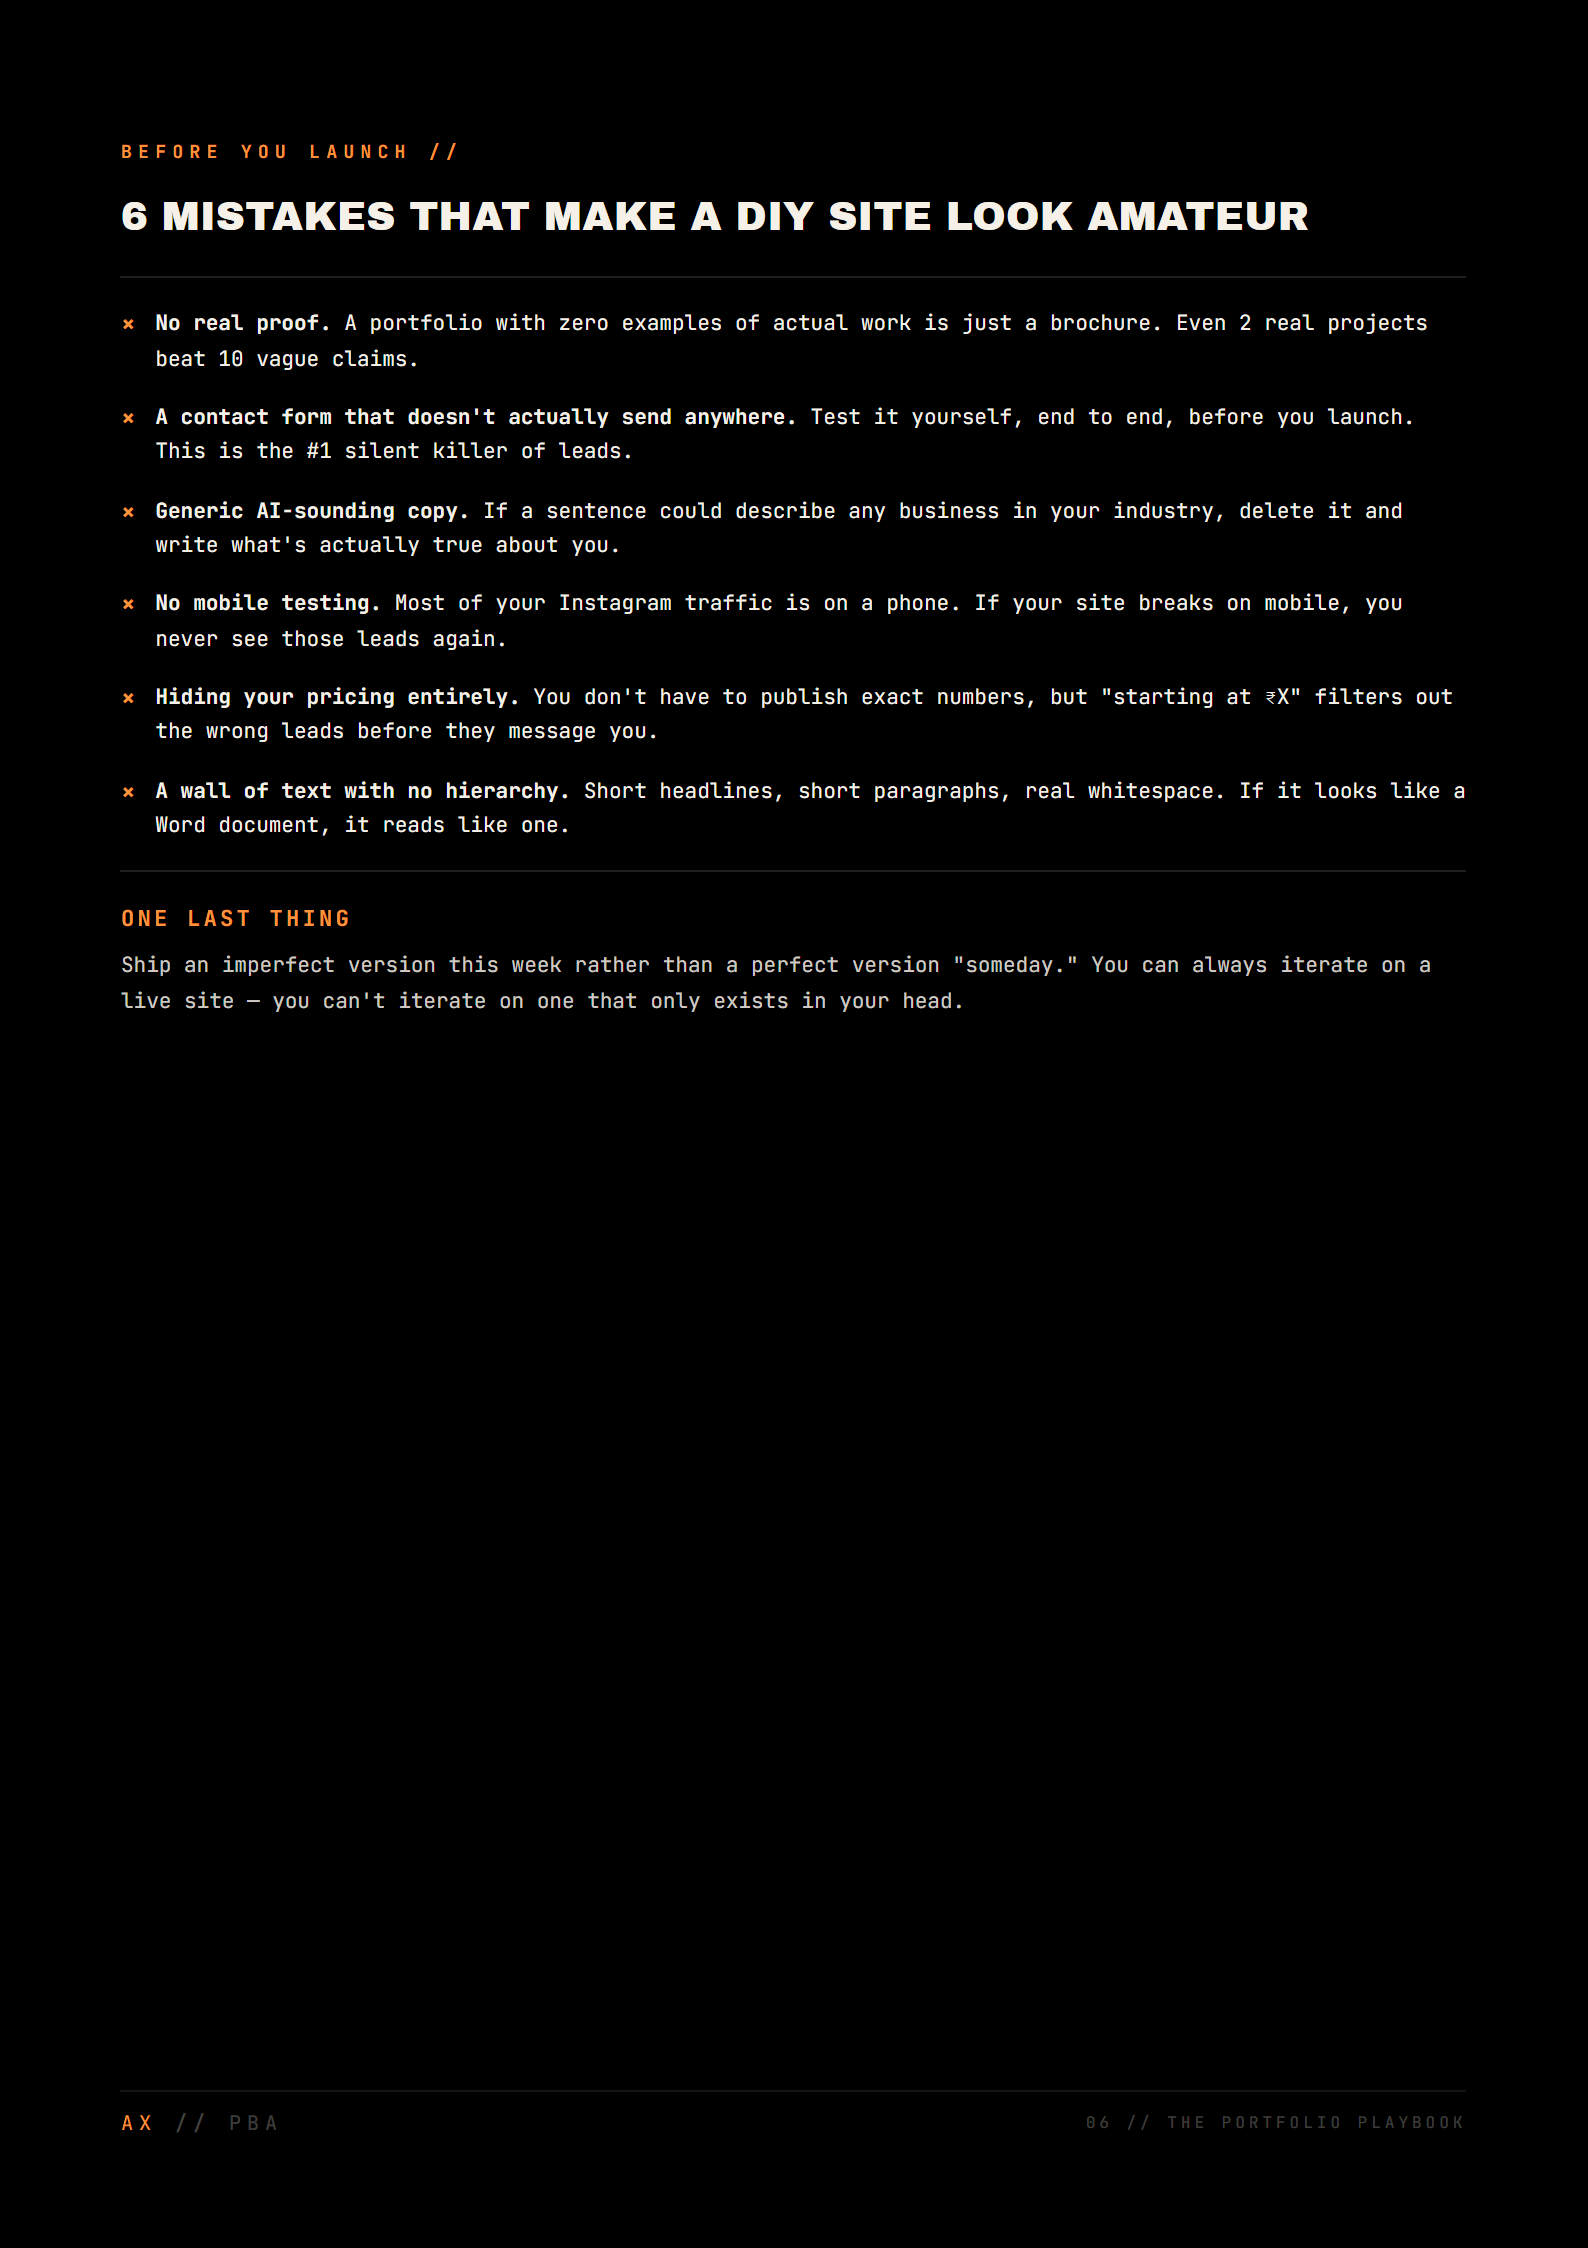 BEFORE YOU LAUNCH //
6 MISTAKES THAT MAKE A DIY SITE LOOK AMATEUR
× No real proof. A portfolio with zero examples of actual work is just a brochure. Even 2 real projects
beat 10 vague claims.
× A contact form that doesn't actually send anywhere. Test it yourself, end to end, before you launch.
This is the #1 silent killer of leads.
× Generic AI-sounding copy. If a sentence could describe any business in your industry, delete it and
write what's actually true about you.
× No mobile testing. Most of your Instagram traffic is on a phone. If your site breaks on mobile, you
never see those leads again.
× Hiding your pricing entirely. You don't have to publish exact numbers, but "starting at ₹X" filters out
the wrong leads before they message you.
× A wall of text with no hierarchy. Short headlines, short paragraphs, real whitespace. If it looks like a
Word document, it reads like one.
ONE LAST THING
Ship an imperfect version this week rather than a perfect version "someday." You can always iterate on a
live site — you can't iterate on one that only exists in your head.
AX // PBA
06 // THE PORTFOLIO PLAYBOOK